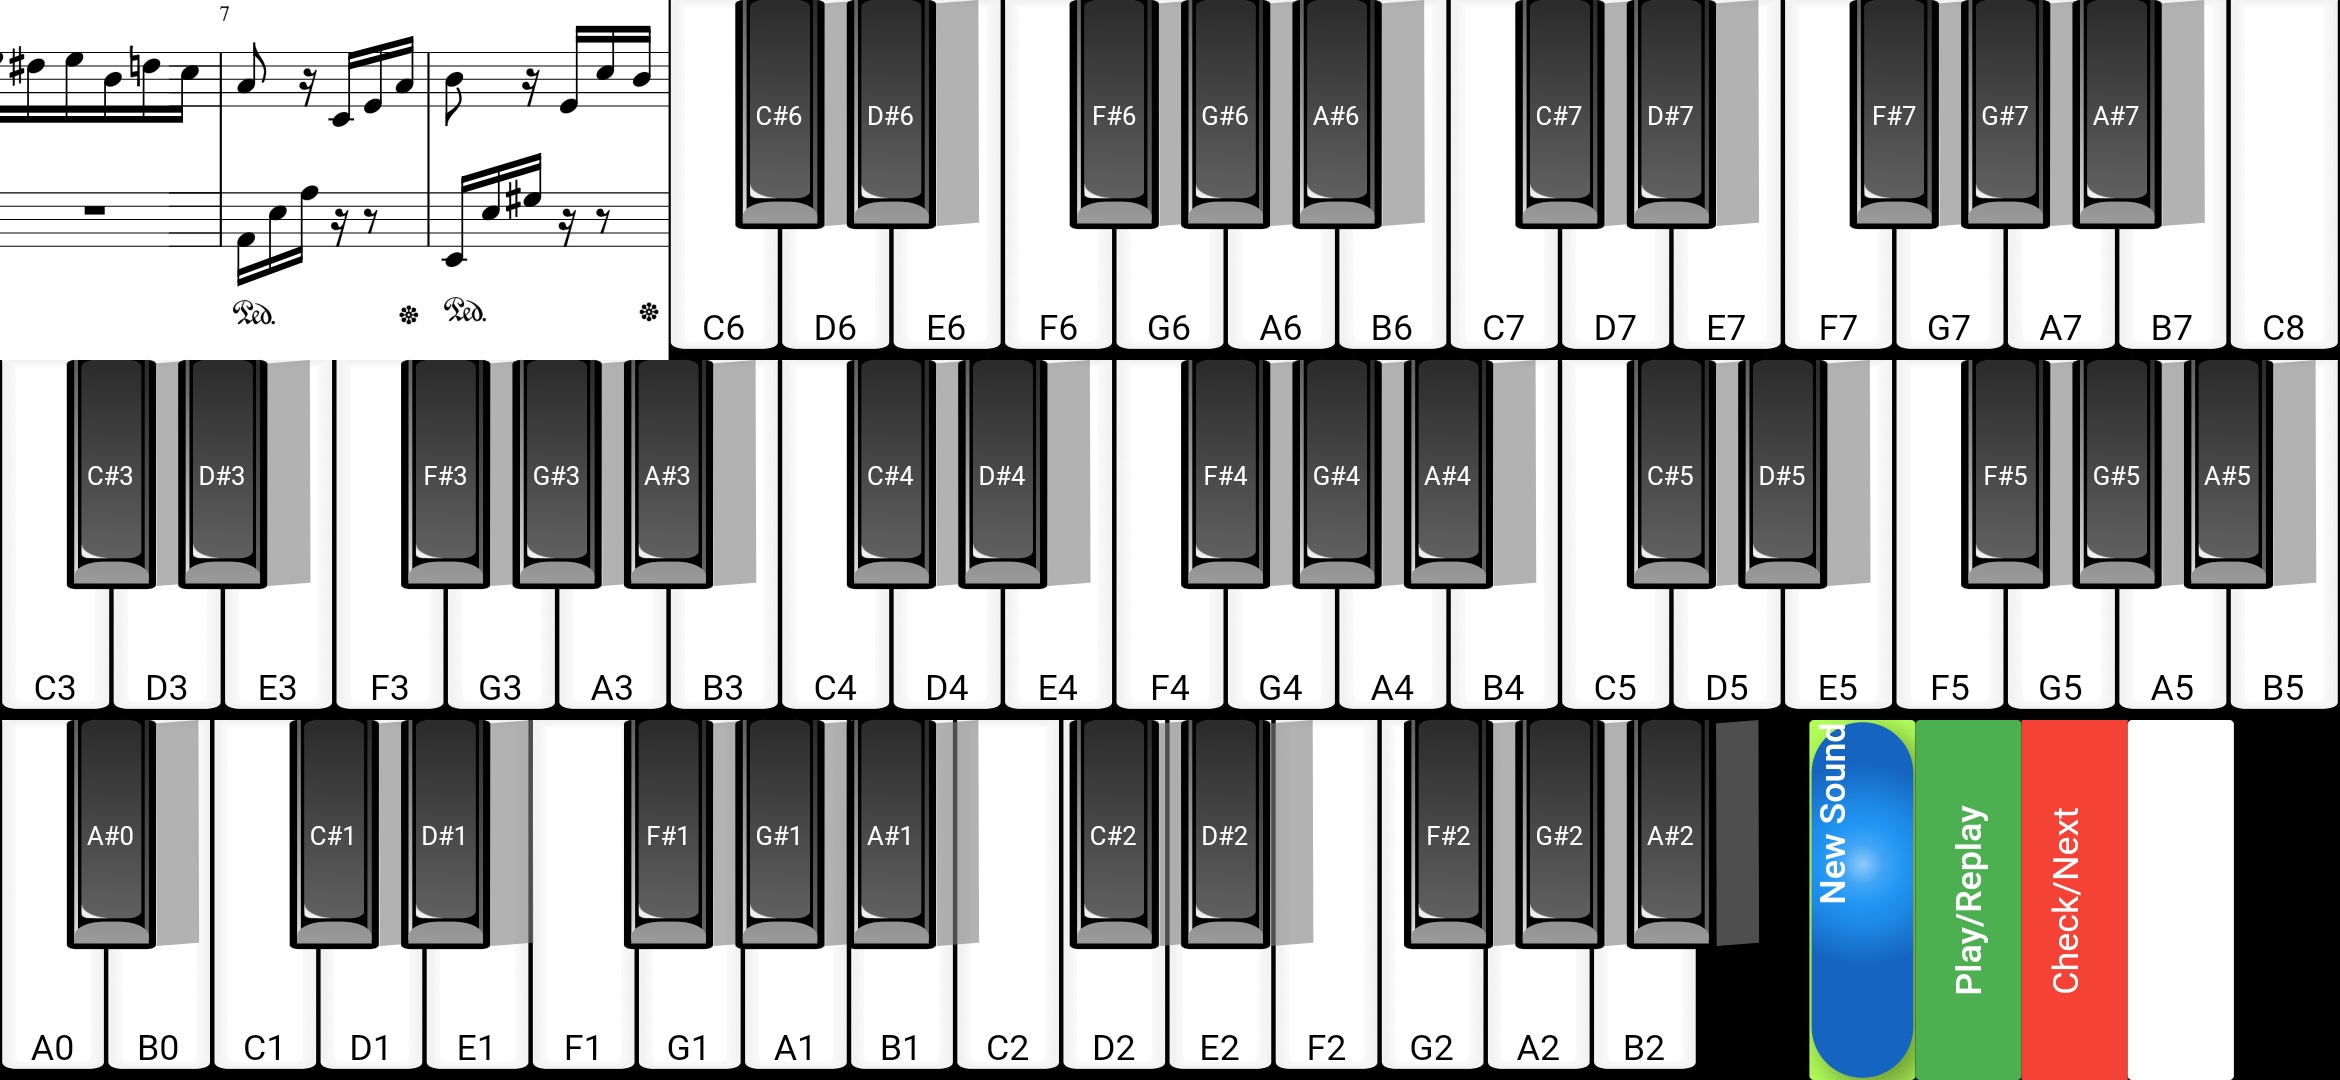 7
Ped. Ped.
C#6 D#6 F#6 G#6 A#6 C#7 D#7 F#7 G#7 A#7
C6 D6 E6 F6 G6 A6 B6 C7 D7 E7 F7 G7 A7 B7 C8
C#3 D#3 F#3 G#3 A#3 C#4 D#4 F#4 G#4 A#4 C#5 D#5 F#5 G#5 A#5
C3 D3 E3 F3 G3 A3 B3 C4 D4 E4 F4 G4 A4 B4 C5 D5 E5 F5 G5 A5 B5
A#0 C#1 D#1 F#1 G#1 A#1 C#2 D#2 F#2 G#2 A#2
A0 B0 C1 D1 E1 F1 G1 A1 B1 C2 D2 E2 F2 G2 A2 B2
New Sound
Play/Replay
Check/Next